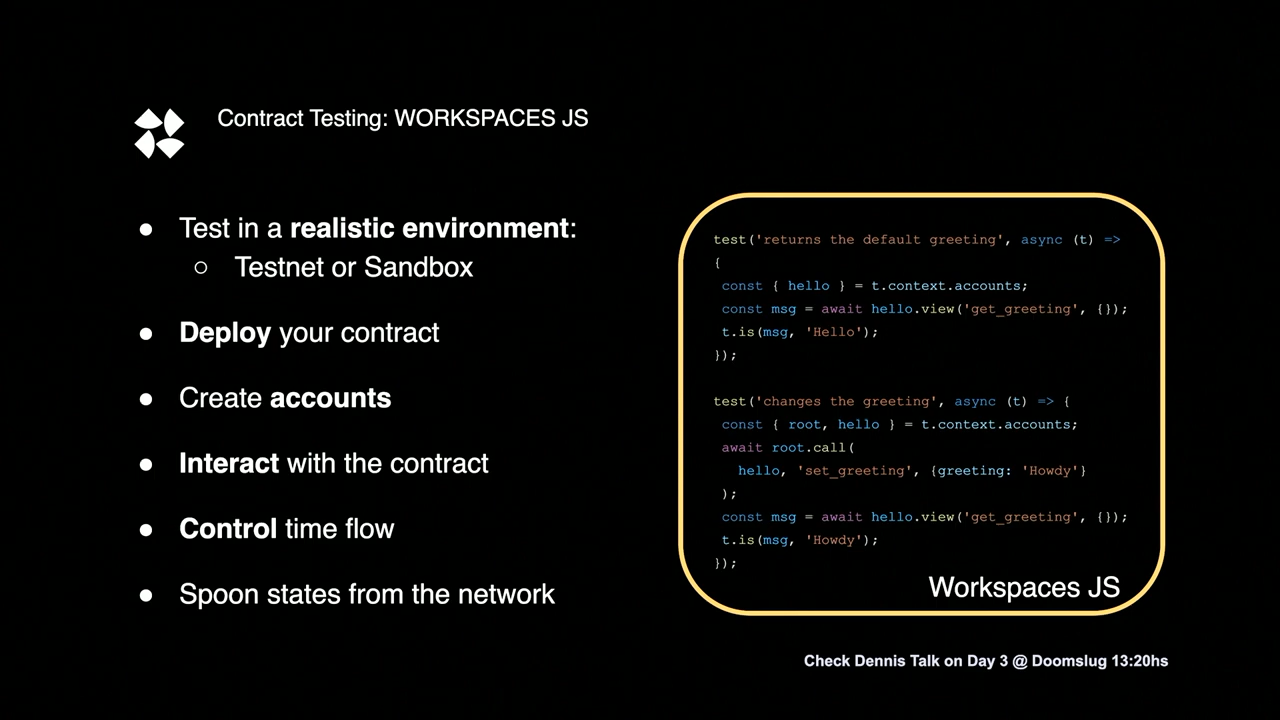 Contract Testing: WORKSPACES JS
● Test in a realistic environment:
○ Testnet or Sandbox
● Deploy your contract
● Create accounts
● Interact with the contract
● Control time flow
● Spoon states from the network
test('returns the default greeting', async (t) =>
{
const { hello } = t.context.accounts;
const msg = await hello.view('get_greeting', {});
t.is(msg, 'Hello');
});
test('changes the greeting', async (t) => {
const { root, hello } = t.context.accounts;
await root.call(
hello, 'set_greeting', {greeting: 'Howdy'}
);
const msg = await hello.view('get_greeting', {});
t.is(msg, 'Howdy');
});
Workspaces JS
Check Dennis Talk on Day 3 @ Doomslug 13:20hs